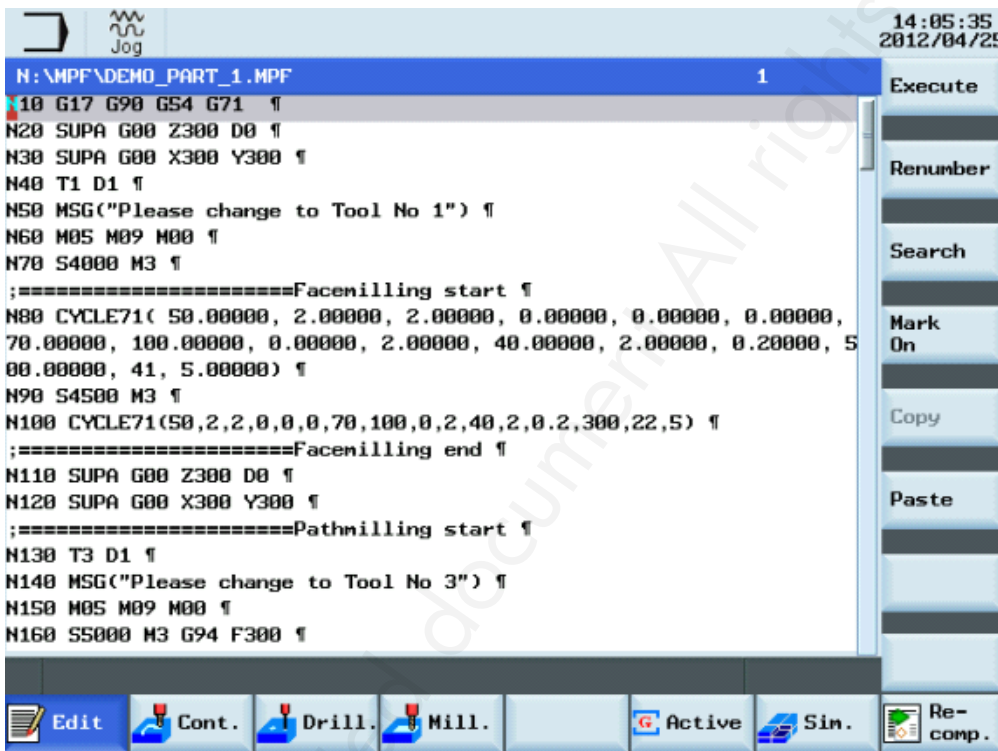 Jog
14:05:35
2012/04/25
N:\MPF\DEMO_PART_1.MPF 1
N10 G17 G90 G54 G71 ¶
N20 SUPA G00 Z300 D0 ¶
N30 SUPA G00 X300 Y300 ¶
N40 T1 D1 ¶
N50 MSG("Please change to Tool No 1") ¶
N60 M05 M09 M00 ¶
N70 S4000 M3 ¶
;======================Facemilling start ¶
N80 CYCLE71( 50.00000, 2.00000, 2.00000, 0.00000, 0.00000, 0.00000,
70.00000, 100.00000, 0.00000, 2.00000, 40.00000, 2.00000, 0.20000, 5
00.00000, 41, 5.00000) ¶
N90 S4500 M3 ¶
N100 CYCLE71(50,2,2,0,0,0,70,100,0,2,40,2,0.2,300,22,5) ¶
;======================Facemilling end ¶
N110 SUPA G00 Z300 D0 ¶
N120 SUPA G00 X300 Y300 ¶
;======================Pathmilling start ¶
N130 T3 D1 ¶
N140 MSG("Please change to Tool No 3") ¶
N150 M05 M09 M00 ¶
N160 S5000 M3 G94 F300 ¶
Execute
Renumber
Search
Mark
On
Copy
Paste
Edit
Cont.
Drill.
Mill.
G Active
Sim.
Re-
comp.
document All rights